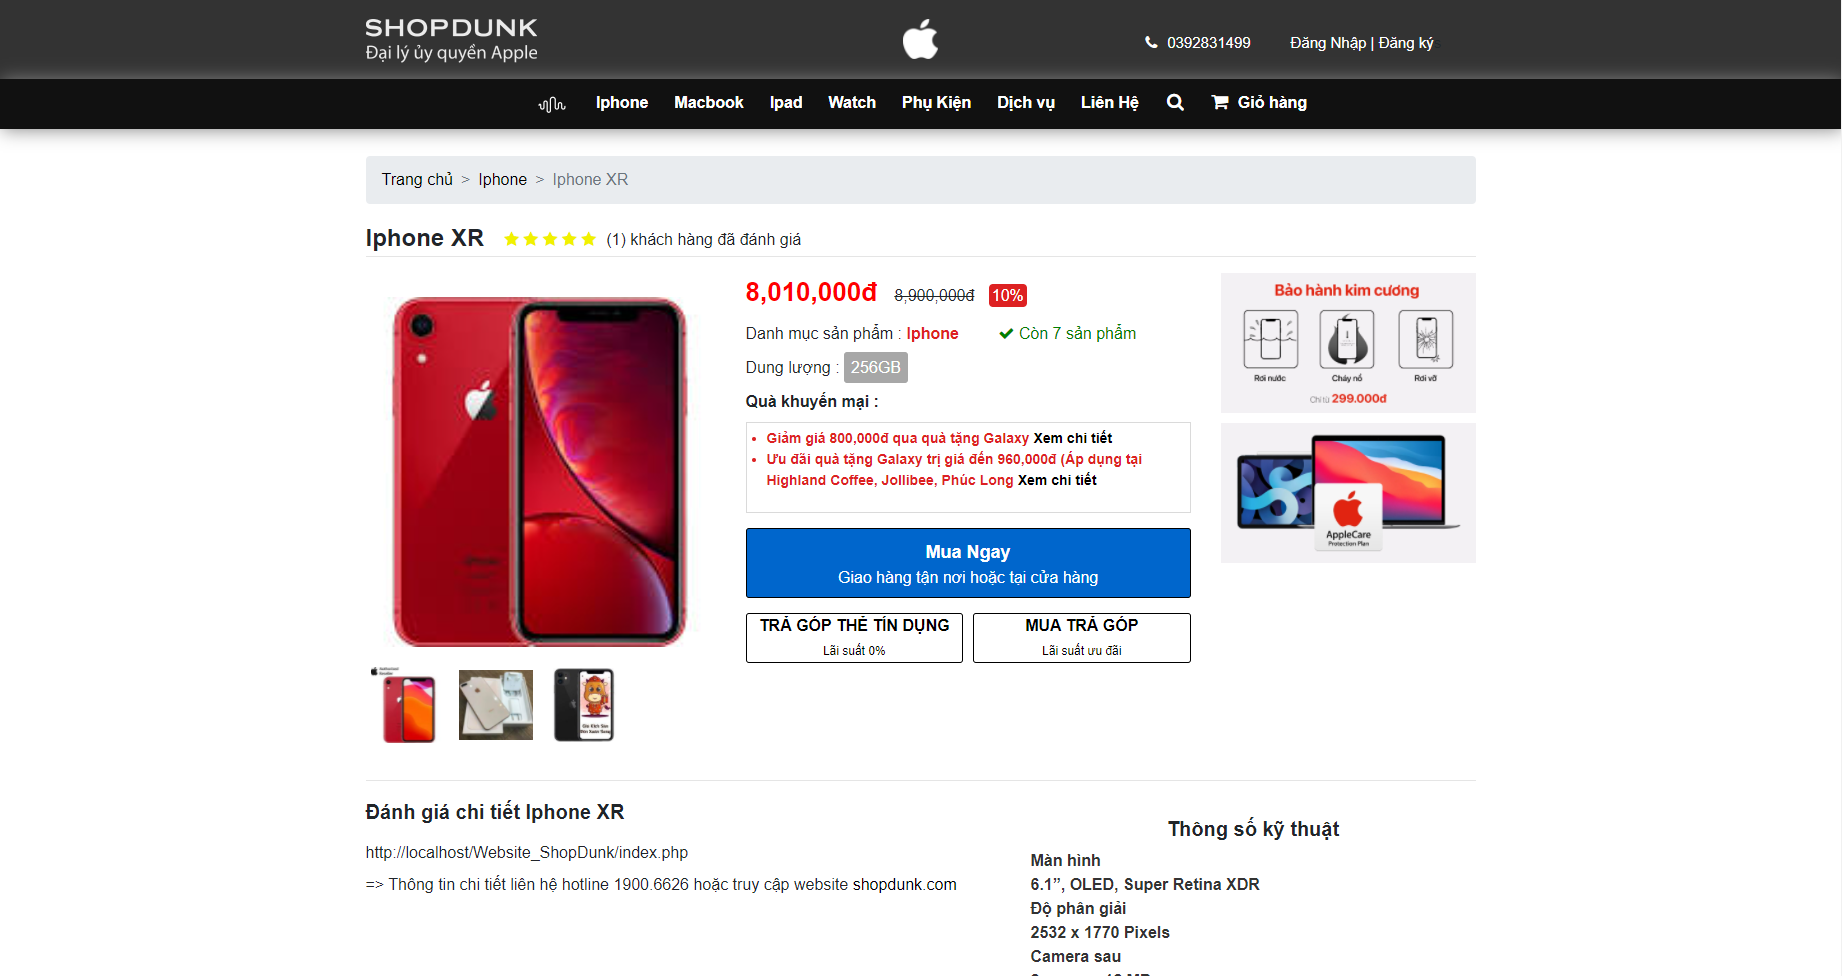 SHOPDUNK
Đại lý ủy quyền Apple
0392831499
Đăng Nhập | Đăng ký
Iphone
Macbook
Ipad
Watch
Phụ Kiện
Dịch vụ
Liên Hệ
Giỏ hàng
Trang chủ > Iphone > Iphone XR
Iphone XR
(1) khách hàng đã đánh giá
8,010,000đ 8,900,000đ 10%
Danh mục sản phẩm : Iphone
Còn 7 sản phẩm
Dung lượng : 256GB
Quà khuyến mại :
Giảm giá 800,000đ qua quà tặng Galaxy Xem chi tiết
Ưu đãi quà tặng Galaxy trị giá đến 960,000đ (Áp dụng tại
Highland Coffee, Jollibee, Phúc Long Xem chi tiết
Mua Ngay
Giao hàng tận nơi hoặc tại cửa hàng
TRẢ GÓP THẺ TÍN DỤNG
Lãi suất 0%
MUA TRẢ GÓP
Lãi suất ưu đãi
Bảo hành kim cương
Rơi nước
Cháy nổ
Rơi vỡ
Chỉ từ 299.000đ
AppleCare
Protection Plan
Đánh giá chi tiết Iphone XR
http://localhost/Website_ShopDunk/index.php
=> Thông tin chi tiết liên hệ hotline 1900.6626 hoặc truy cập website shopdunk.com
Thông số kỹ thuật
Màn hình
6.1”, OLED, Super Retina XDR
Độ phân giải
2532 x 1770 Pixels
Camera sau